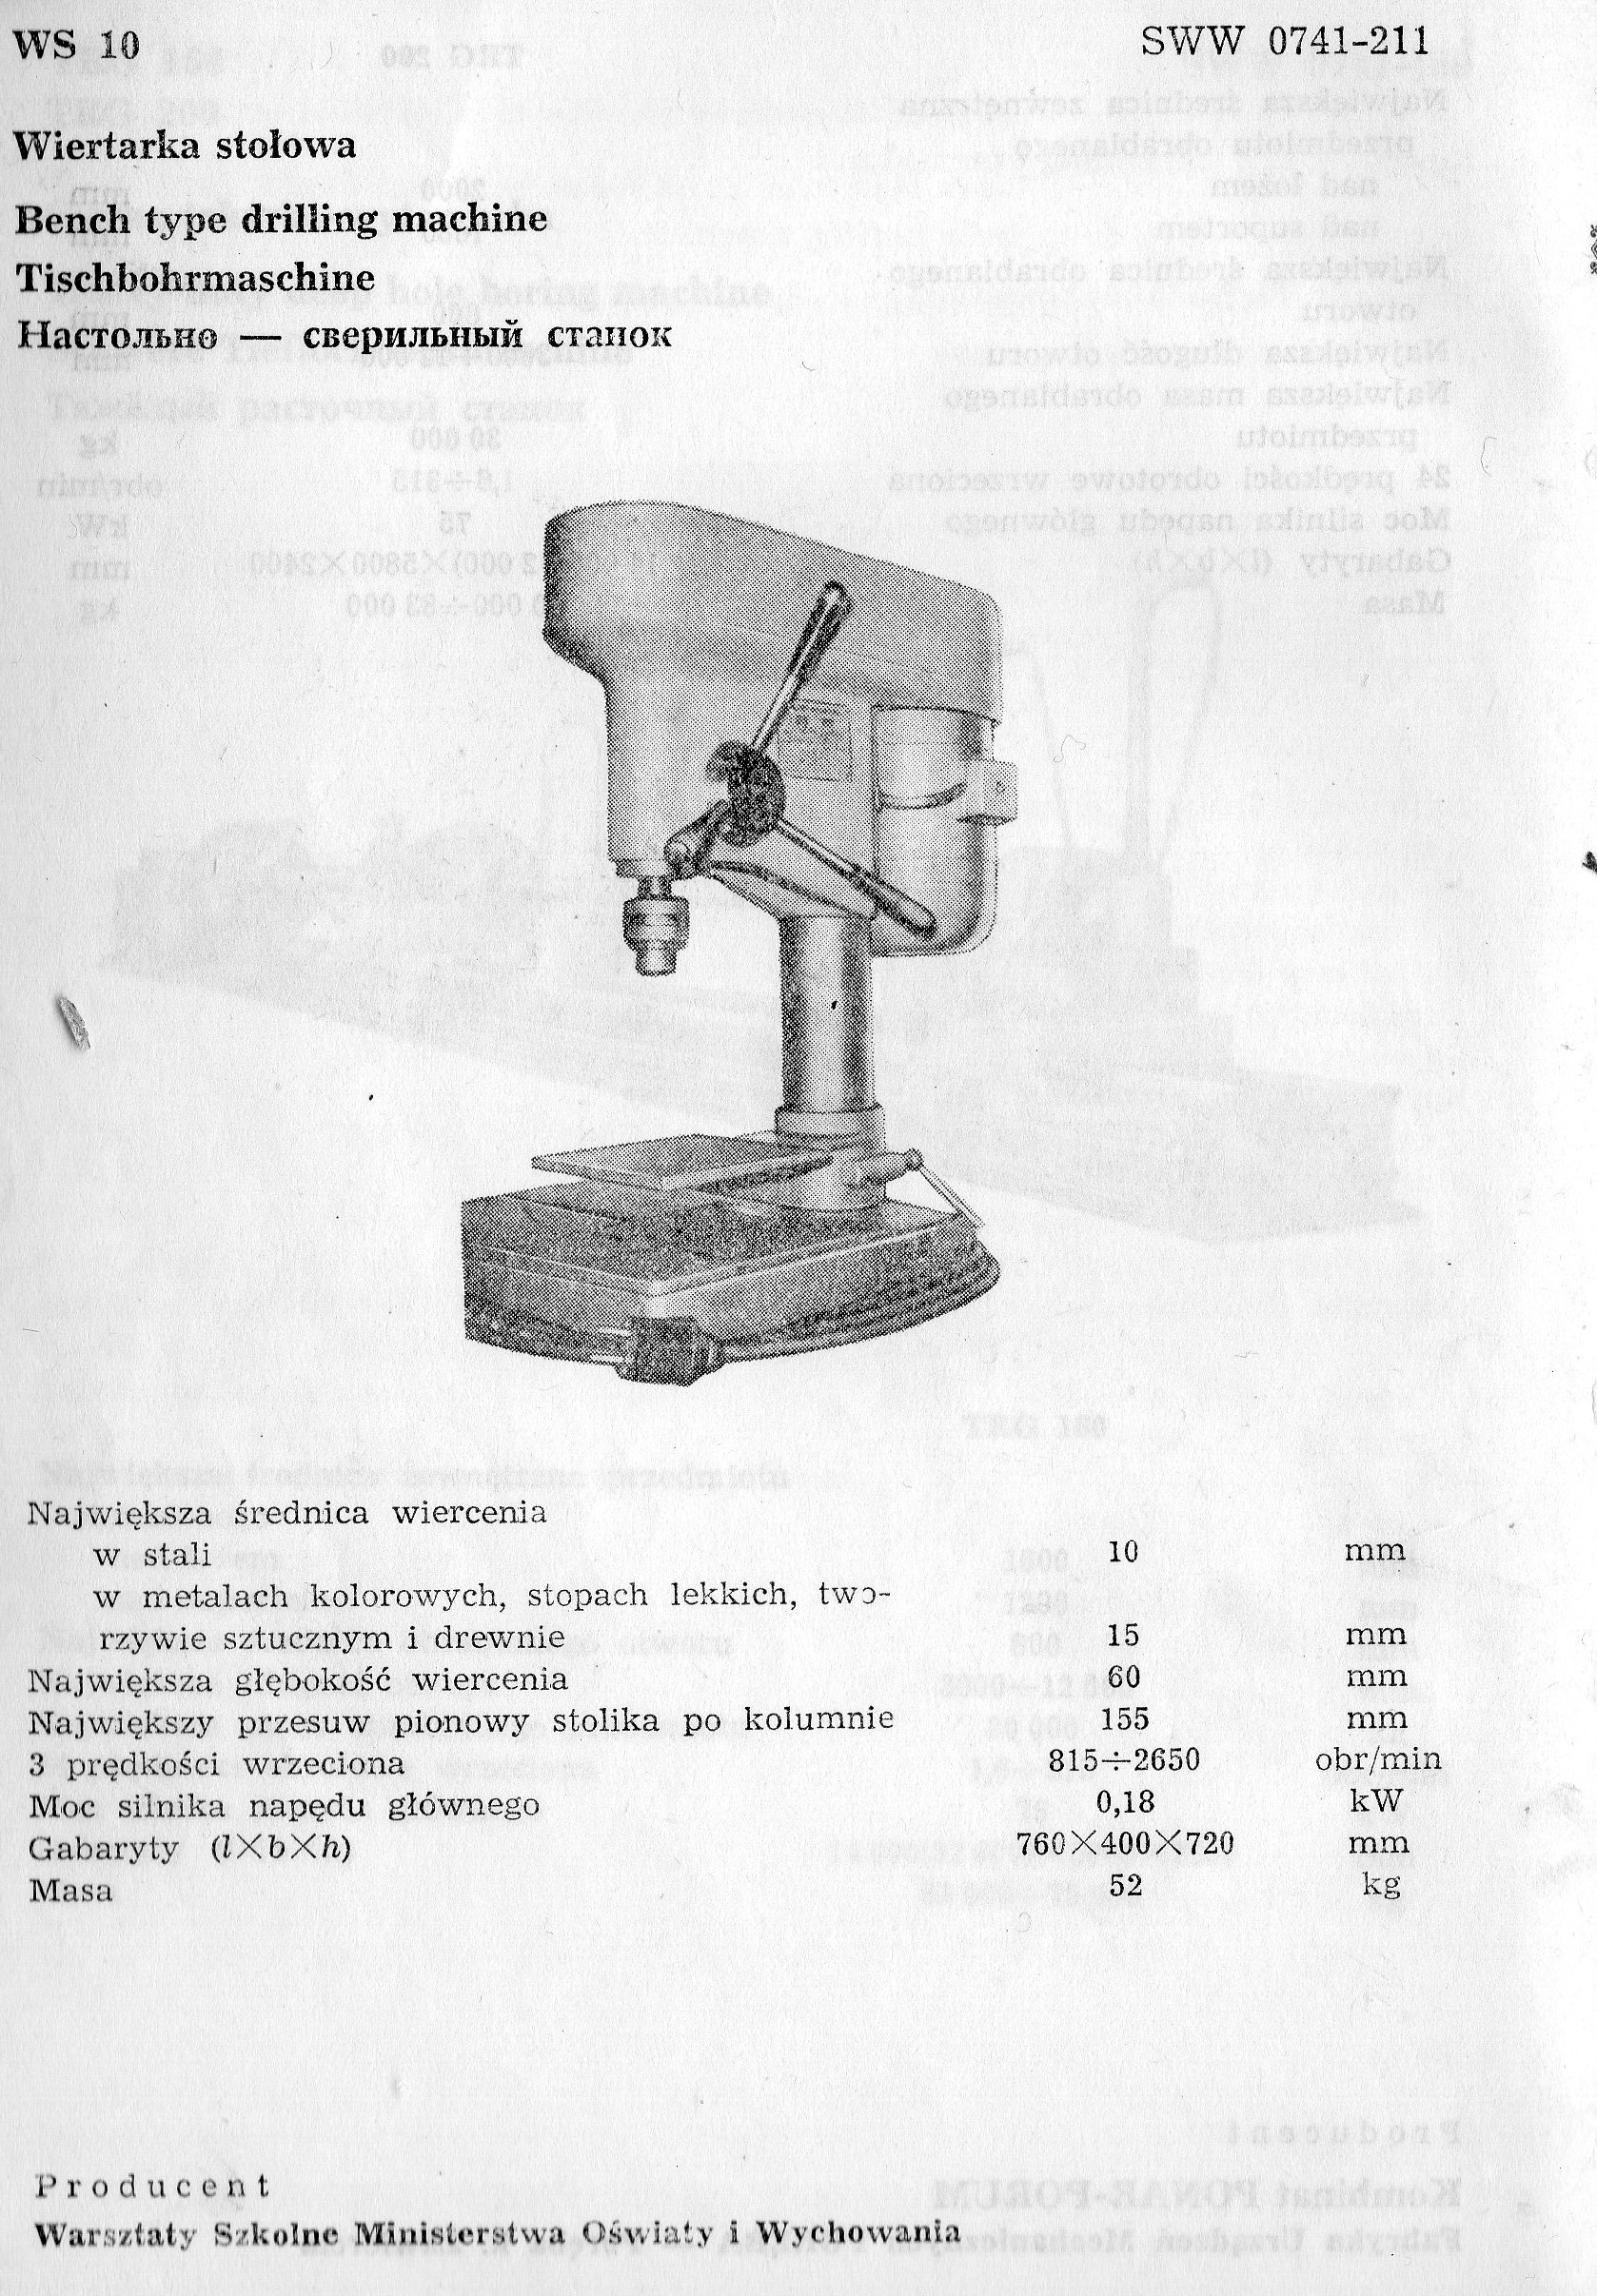 WS 10
SWW 0741-211
Wiertarka stołowa
Bench type drilling machine
Tischbohrmaschine
Настольно — сверильный станок
Największa średnica wiercenia
w stali 10 mm
w metalach kolorowych, stopach lekkich, two-
rzywie sztucznym i drewnie 15 mm
Największa głębokość wiercenia 60 mm
Największy przesuw pionowy stolika po kolumnie 155 mm
3 prędkości wrzeciona 815÷2650 obr/min
Moc silnika napędu głównego 0,18 kW
Gabaryty (l×b×h) 760×400×720 mm
Masa 52 kg
Producent
Warsztaty Szkolne Ministerstwa Oświaty i Wychowania